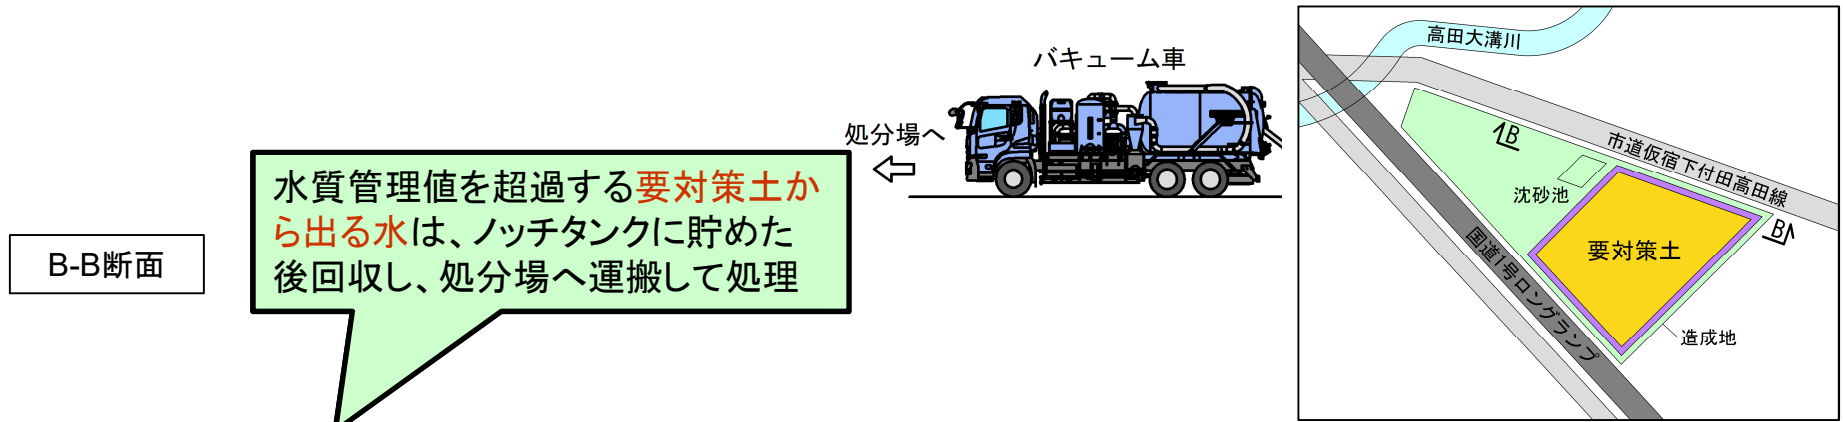 B-B断面
水質管理値を超過する要対策土か
ら出る水は、ノッチタンクに貯めた
後回収し、処分場へ運搬して処理
バキューム車
処分場へ
高田大溝川
B
市道仮宿下付田高田線
沈砂池
B
要対策土
国道1号ロングランプ
造成地